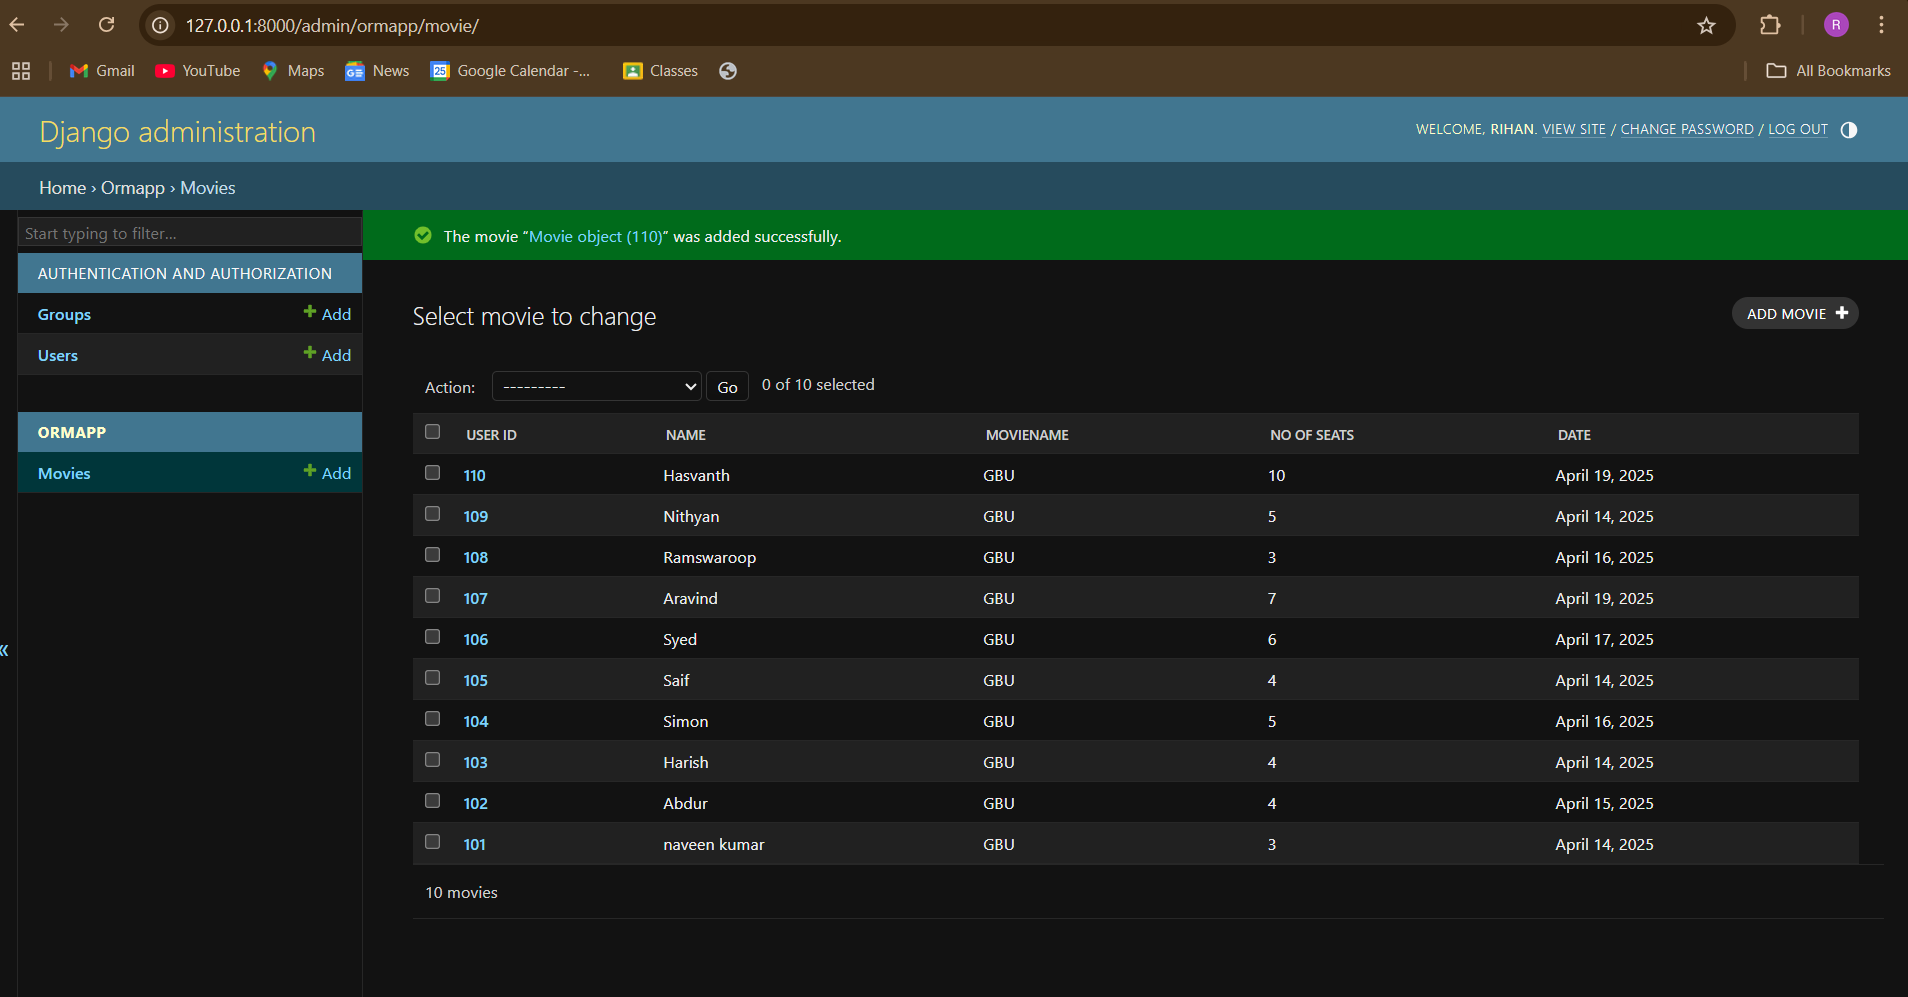 127.0.0.1:8000/admin/ormapp/movie/
R
Gmail YouTube Maps News Google Calendar -... Classes All Bookmarks
Django administration
WELCOME, RIHAN. VIEW SITE / CHANGE PASSWORD / LOG OUT
Home › Ormapp › Movies
Start typing to filter...
AUTHENTICATION AND AUTHORIZATION
Groups Add
Users Add
ORMAPP
Movies Add
«
The movie “Movie object (110)” was added successfully.
Select movie to change
ADD MOVIE
Action: --------- Go 0 of 10 selected
USER ID NAME MOVIENAME NO OF SEATS DATE
110 Hasvanth GBU 10 April 19, 2025
109 Nithyan GBU 5 April 14, 2025
108 Ramswaroop GBU 3 April 16, 2025
107 Aravind GBU 7 April 19, 2025
106 Syed GBU 6 April 17, 2025
105 Saif GBU 4 April 14, 2025
104 Simon GBU 5 April 16, 2025
103 Harish GBU 4 April 14, 2025
102 Abdur GBU 4 April 15, 2025
101 naveen kumar GBU 3 April 14, 2025
10 movies